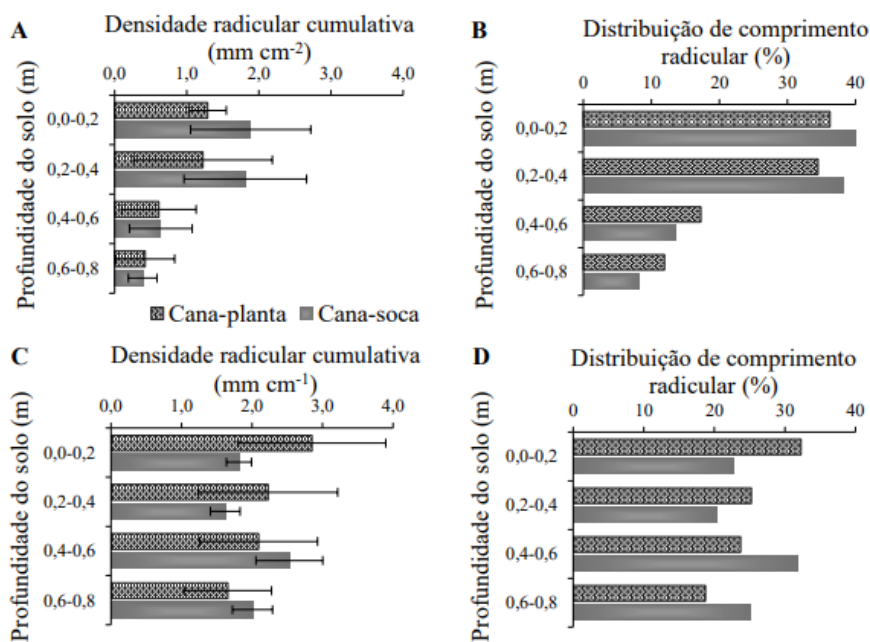 A
Densidade radicular cumulativa
(mm cm-2)
0,0 1,0 2,0 3,0 4,0
Profundidade do solo (m)
0,0-0,2
0,2-0,4
0,4-0,6
0,6-0,8
Cana-planta Cana-soca
B
Distribuição de comprimento
radicular (%)
0 10 20 30 40
Profundidade do solo (m)
0,0-0,2
0,2-0,4
0,4-0,6
0,6-0,8
C
Densidade radicular cumulativa
(mm cm-1)
0,0 1,0 2,0 3,0 4,0
Profundidade do solo (m)
0,0-0,2
0,2-0,4
0,4-0,6
0,6-0,8
D
Distribuição de comprimento
radicular (%)
0 10 20 30 40
Profundidade do solo (m)
0,0-0,2
0,2-0,4
0,4-0,6
0,6-0,8